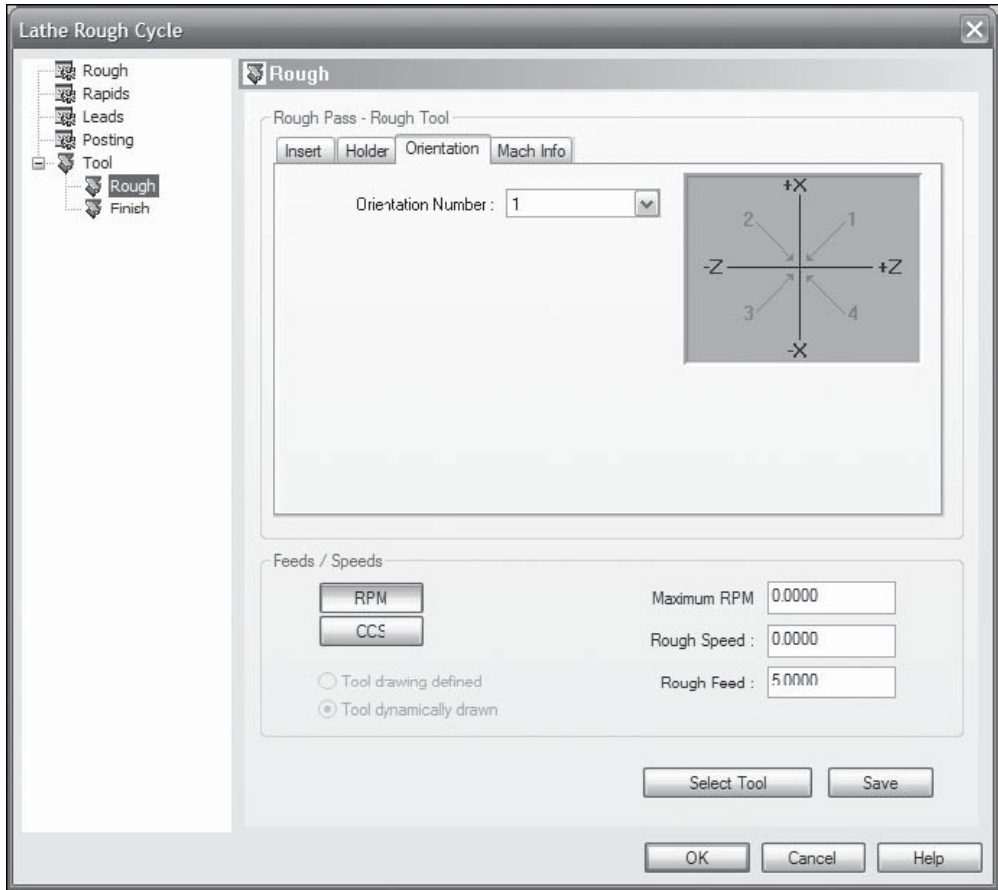 Lathe Rough Cycle
Rough
Rapids
Leads
Posting
Tool
Rough
Finish
Rough
Rough Pass - Rough Tool
Insert Holder Orientation Mach Info
Orientation Number : 1
+X
2 1
-Z +Z
3 4
-X
Feeds / Speeds
RPM
CCS
Tool drawing defined
Tool dynamically drawn
Maximum RPM 0.0000
Rough Speed : 0.0000
Rough Feed : 5.0000
Select Tool Save
OK Cancel Help